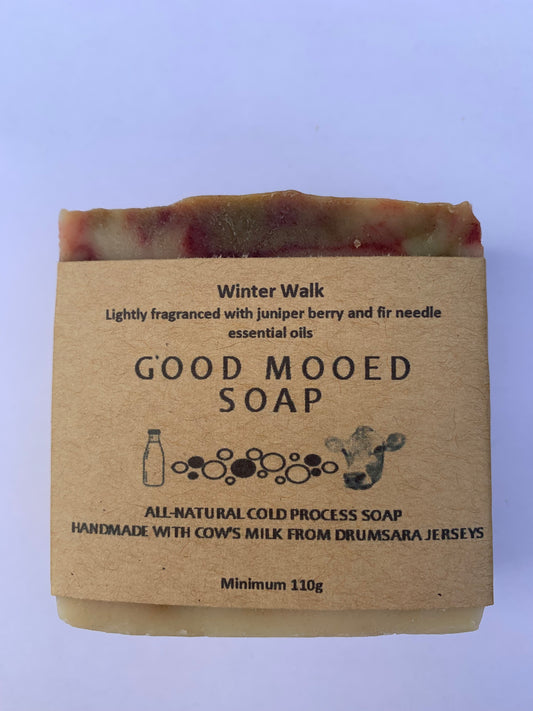 Winter Walk
Lightly fragranced with juniper berry and fir needle
essential oils
GOOD MOOED
SOAP
ALL-NATURAL COLD PROCESS SOAP
HANDMADE WITH COW'S MILK FROM DRUMSARA JERSEYS
Minimum 110g